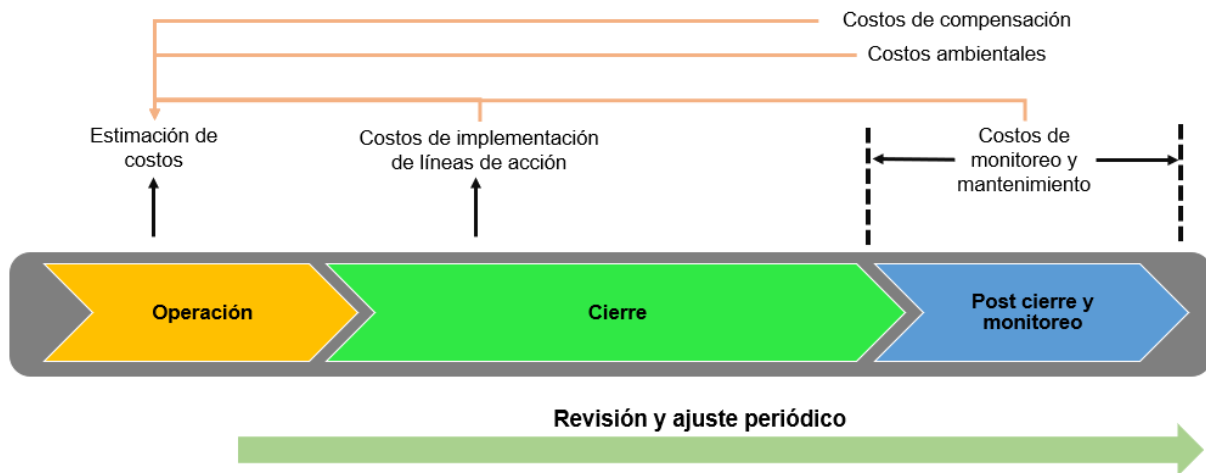 Costos de compensación
Costos ambientales
Estimación de
costos
Costos de implementación
de líneas de acción
Costos de
monitoreo y
mantenimiento
Operación
Cierre
Post cierre y
monitoreo
Revisión y ajuste periódico